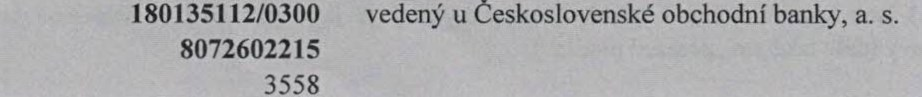 180135112/0300 vedený u Československé obchodní banky, a. s.
8072602215
3558